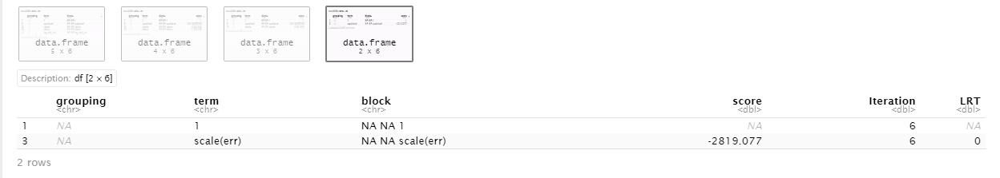 data.frame
5 x 6
data.frame
4 x 6
data.frame
3 x 6
data.frame
2 x 6
Description: df [2 × 6]
grouping term block score Iteration LRT
<chr> <chr> <chr> <dbl> <dbl> <dbl>
1 NA 1 NA NA 1 NA 6 NA
3 NA scale(err) NA NA scale(err) -2819.077 6 0
2 rows